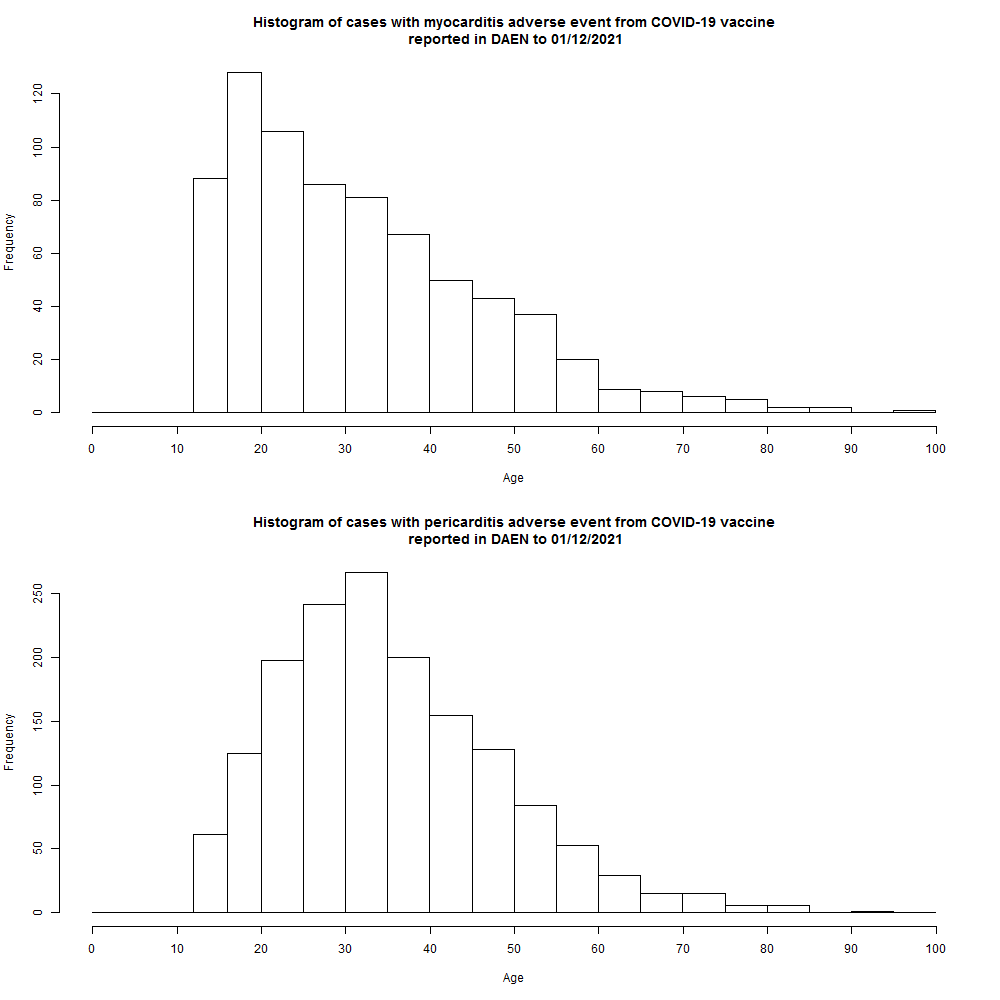 Histogram of cases with myocarditis adverse event from COVID-19 vaccine
reported in DAEN to 01/12/2021
Frequency
120
100
80
60
40
20
0
0 10 20 30 40 50 60 70 80 90 100
Age
Histogram of cases with pericarditis adverse event from COVID-19 vaccine
reported in DAEN to 01/12/2021
Frequency
250
200
150
100
50
0
0 10 20 30 40 50 60 70 80 90 100
Age